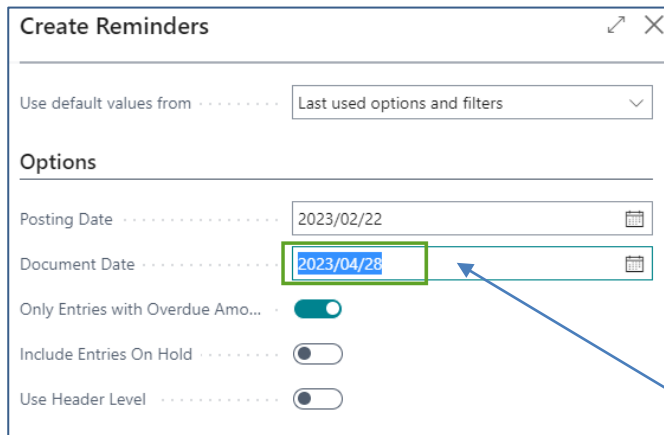 Create Reminders
Use default values from Last used options and filters
Options
Posting Date 2023/02/22
Document Date 2023/04/28
Only Entries with Overdue Amo...
Include Entries On Hold
Use Header Level